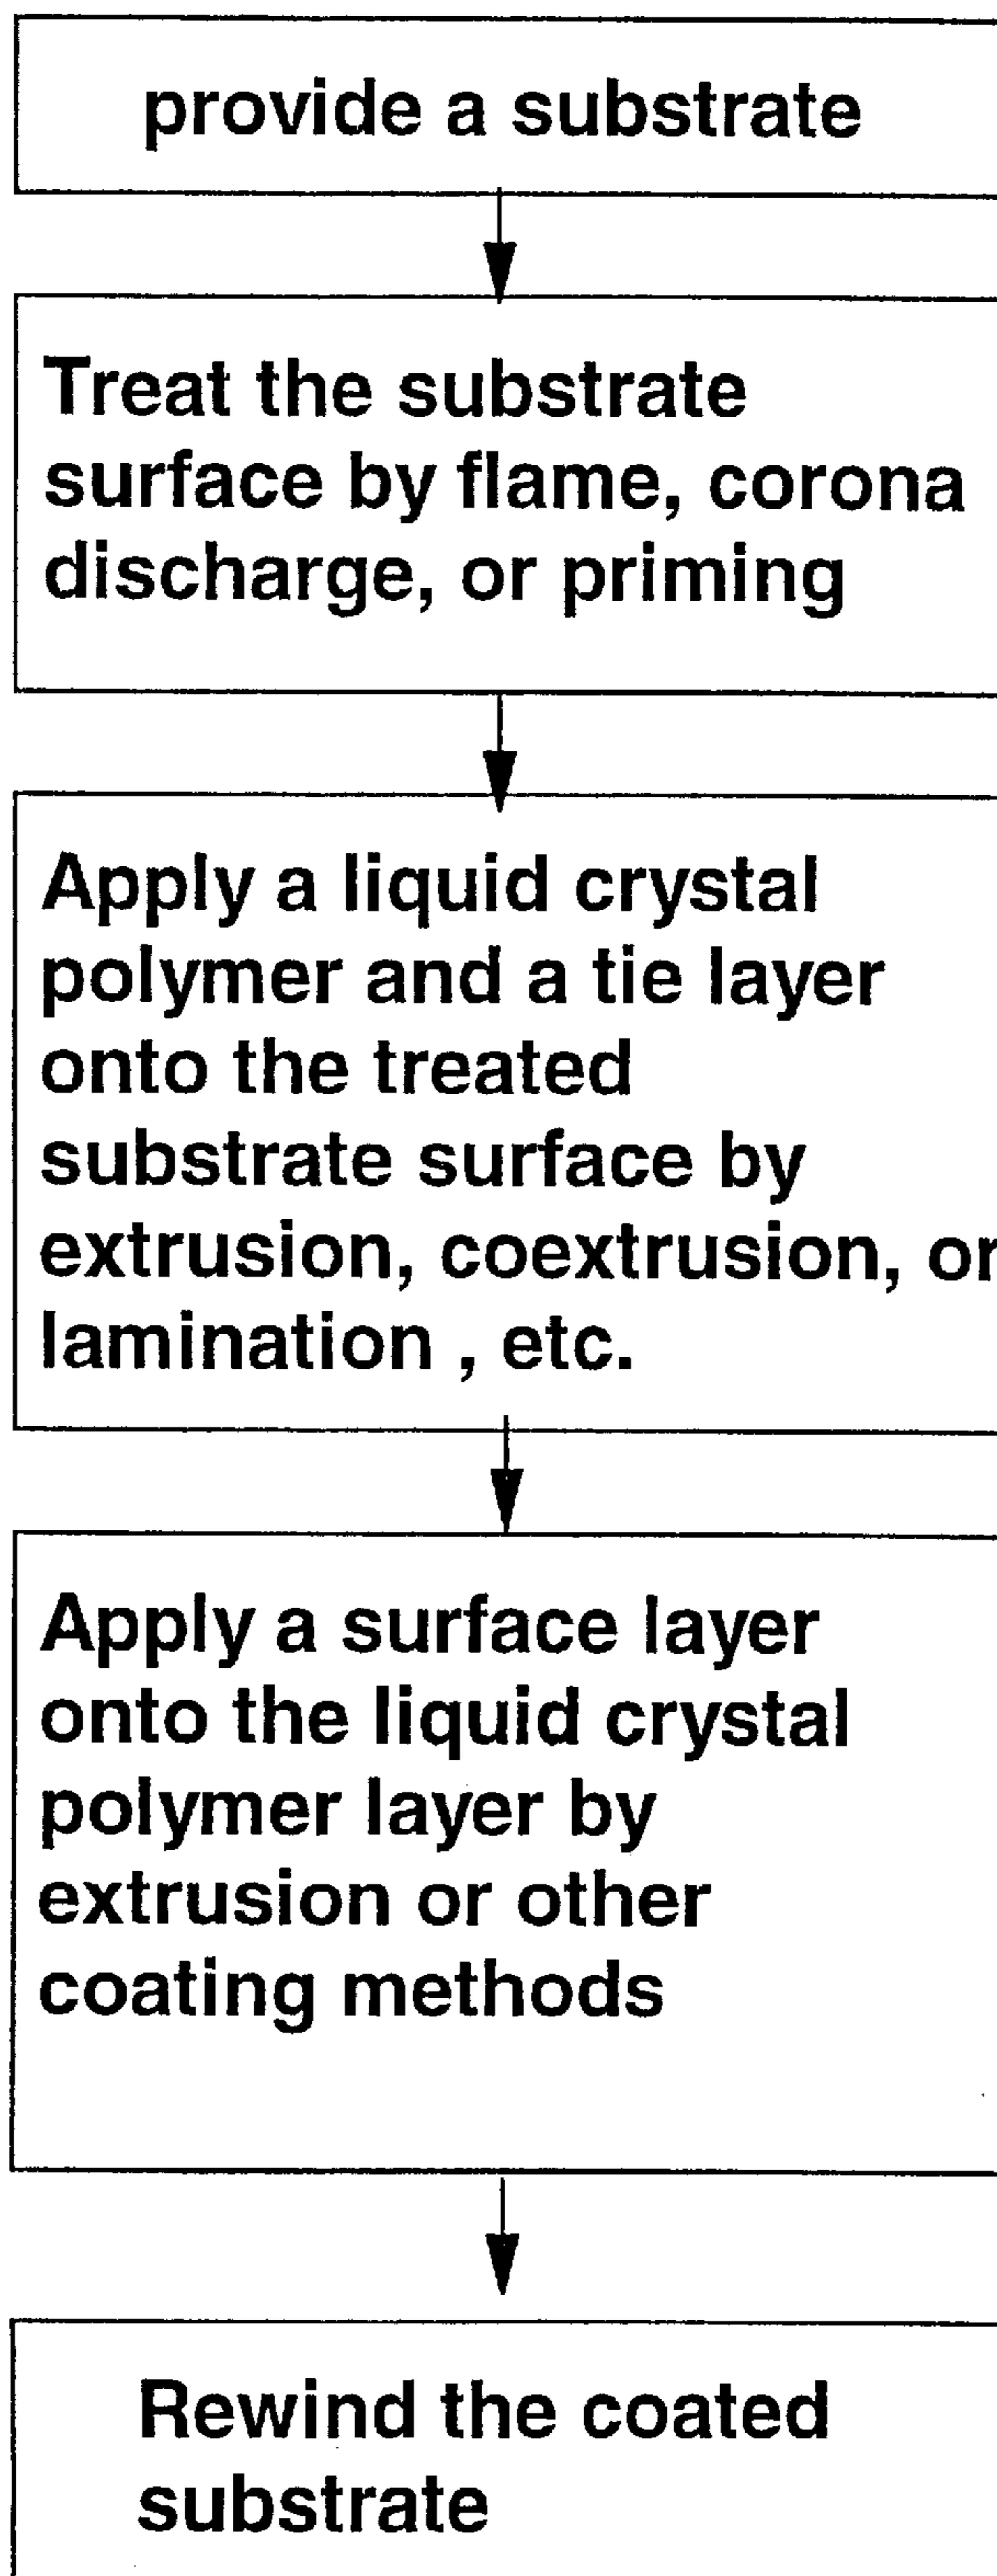 provide a substrate
Treat the substrate
surface by flame, corona
discharge, or priming
Apply a liquid crystal
polymer and a tie layer
onto the treated
substrate surface by
extrusion, coextrusion, or
lamination , etc.
Apply a surface layer
onto the liquid crystal
polymer layer by
extrusion or other
coating methods
Rewind the coated
substrate